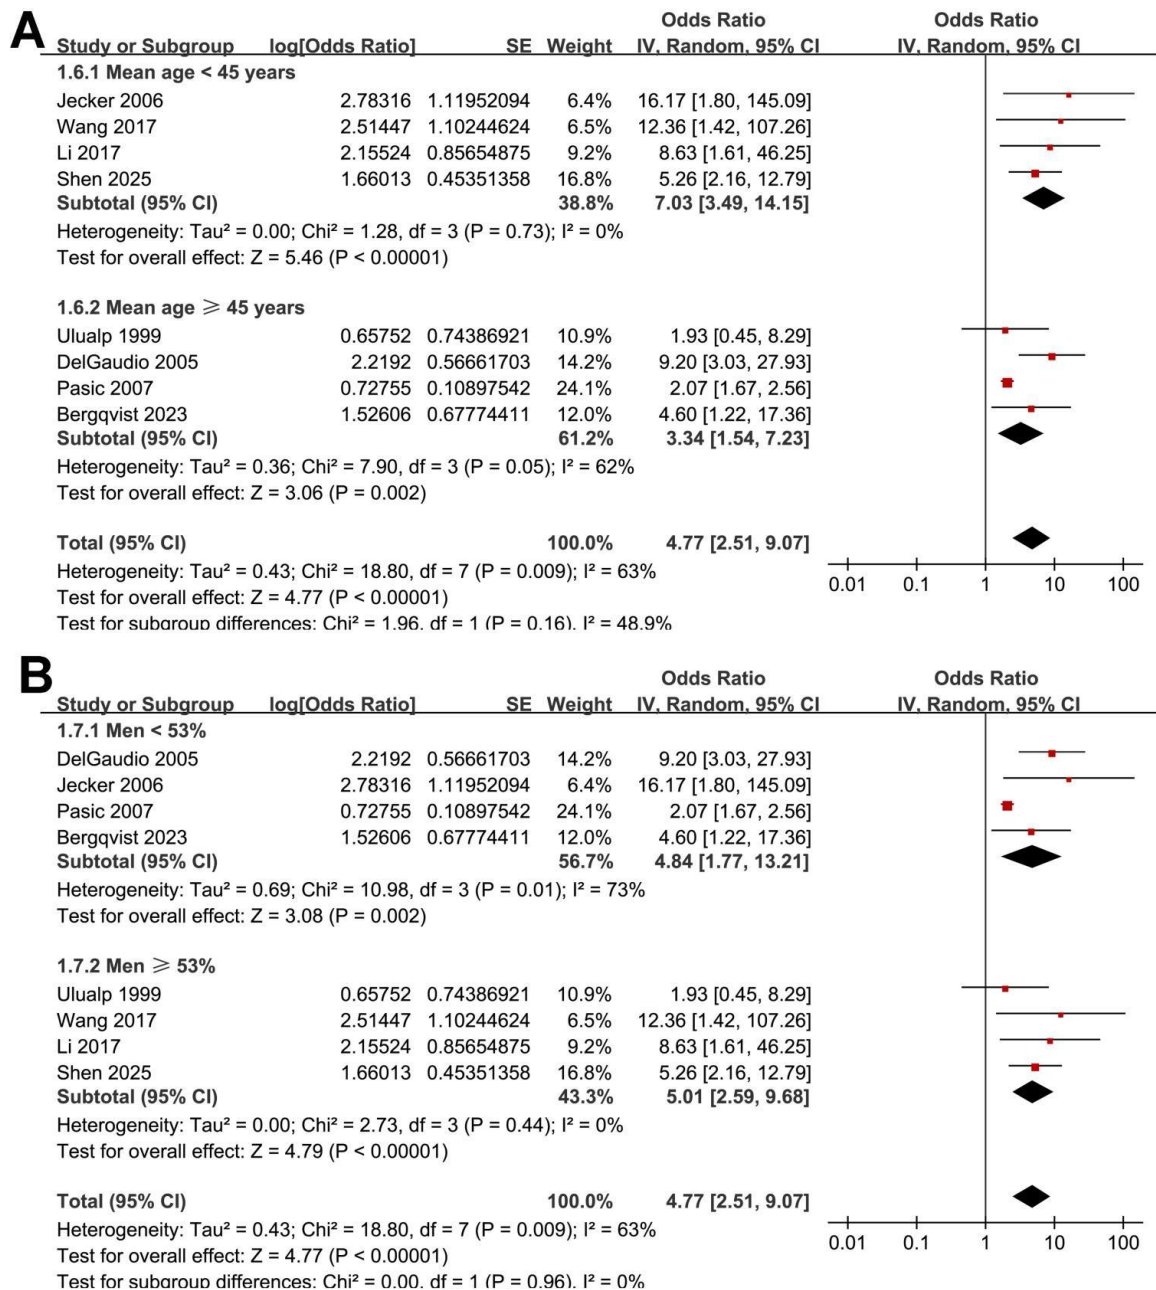 A
Odds Ratio Odds Ratio
Study or Subgroup log[Odds Ratio] SE Weight IV, Random, 95% CI IV, Random, 95% CI
1.6.1 Mean age < 45 years
Jecker 2006 2.78316 1.11952094 6.4% 16.17 [1.80, 145.09]
Wang 2017 2.51447 1.10244624 6.5% 12.36 [1.42, 107.26]
Li 2017 2.15524 0.85654875 9.2% 8.63 [1.61, 46.25]
Shen 2025 1.66013 0.45351358 16.8% 5.26 [2.16, 12.79]
Subtotal (95% CI) 38.8% 7.03 [3.49, 14.15]
Heterogeneity: Tau² = 0.00; Chi² = 1.28, df = 3 (P = 0.73); I² = 0%
Test for overall effect: Z = 5.46 (P < 0.00001)
1.6.2 Mean age ⩾ 45 years
Ulualp 1999 0.65752 0.74386921 10.9% 1.93 [0.45, 8.29]
DelGaudio 2005 2.2192 0.56661703 14.2% 9.20 [3.03, 27.93]
Pasic 2007 0.72755 0.10897542 24.1% 2.07 [1.67, 2.56]
Bergqvist 2023 1.52606 0.67774411 12.0% 4.60 [1.22, 17.36]
Subtotal (95% CI) 61.2% 3.34 [1.54, 7.23]
Heterogeneity: Tau² = 0.36; Chi² = 7.90, df = 3 (P = 0.05); I² = 62%
Test for overall effect: Z = 3.06 (P = 0.002)
Total (95% CI) 100.0% 4.77 [2.51, 9.07]
Heterogeneity: Tau² = 0.43; Chi² = 18.80, df = 7 (P = 0.009); I² = 63%
0.01 0.1 1 10 100
Test for overall effect: Z = 4.77 (P < 0.00001)
Test for subgroup differences: Chi² = 1.96, df = 1 (P = 0.16), I² = 48.9%
B
Odds Ratio Odds Ratio
Study or Subgroup log[Odds Ratio] SE Weight IV, Random, 95% CI IV, Random, 95% CI
1.7.1 Men < 53%
DelGaudio 2005 2.2192 0.56661703 14.2% 9.20 [3.03, 27.93]
Jecker 2006 2.78316 1.11952094 6.4% 16.17 [1.80, 145.09]
Pasic 2007 0.72755 0.10897542 24.1% 2.07 [1.67, 2.56]
Bergqvist 2023 1.52606 0.67774411 12.0% 4.60 [1.22, 17.36]
Subtotal (95% CI) 56.7% 4.84 [1.77, 13.21]
Heterogeneity: Tau² = 0.69; Chi² = 10.98, df = 3 (P = 0.01); I² = 73%
Test for overall effect: Z = 3.08 (P = 0.002)
1.7.2 Men ⩾ 53%
Ulualp 1999 0.65752 0.74386921 10.9% 1.93 [0.45, 8.29]
Wang 2017 2.51447 1.10244624 6.5% 12.36 [1.42, 107.26]
Li 2017 2.15524 0.85654875 9.2% 8.63 [1.61, 46.25]
Shen 2025 1.66013 0.45351358 16.8% 5.26 [2.16, 12.79]
Subtotal (95% CI) 43.3% 5.01 [2.59, 9.68]
Heterogeneity: Tau² = 0.00; Chi² = 2.73, df = 3 (P = 0.44); I² = 0%
Test for overall effect: Z = 4.79 (P < 0.00001)
Total (95% CI) 100.0% 4.77 [2.51, 9.07]
Heterogeneity: Tau² = 0.43; Chi² = 18.80, df = 7 (P = 0.009); I² = 63%
0.01 0.1 1 10 100
Test for overall effect: Z = 4.77 (P < 0.00001)
Test for subgroup differences: Chi² = 0.00, df = 1 (P = 0.96), I² = 0%